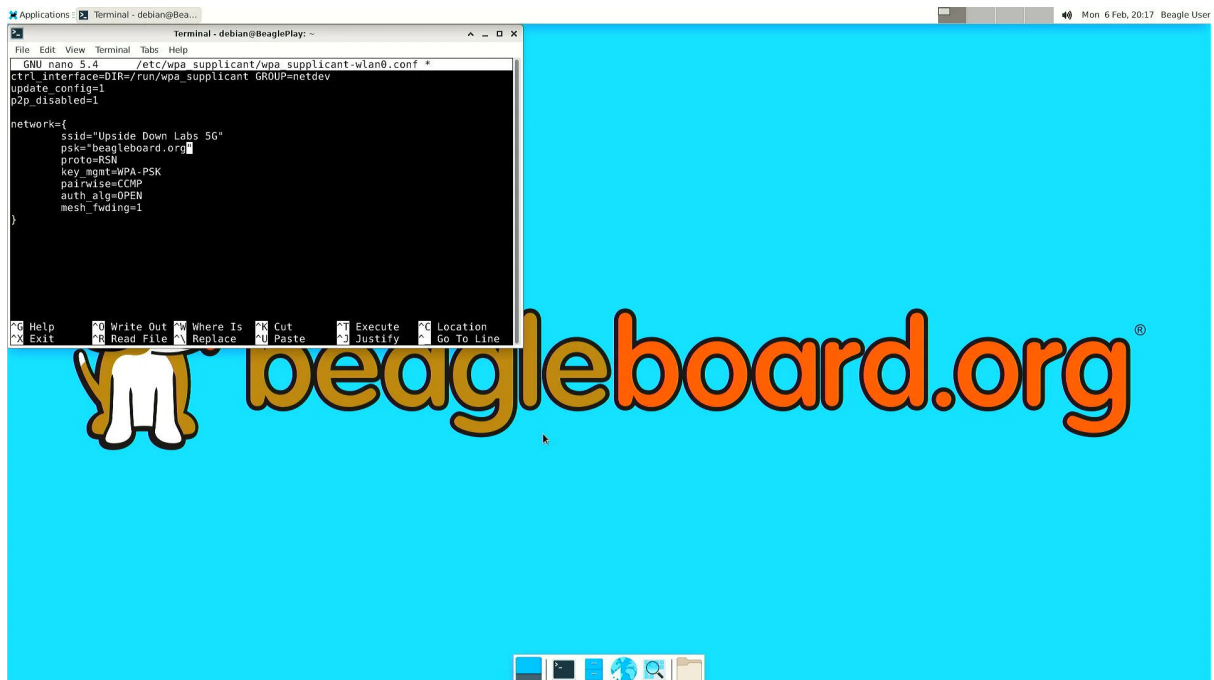 Applications
Terminal - debian@Bea...
Mon 6 Feb, 20:17 Beagle User
Terminal - debian@BeaglePlay: ~
File Edit View Terminal Tabs Help
GNU nano 5.4 /etc/wpa_supplicant/wpa_supplicant-wlan0.conf *
ctrl_interface=DIR=/run/wpa_supplicant GROUP=netdev
update_config=1
p2p_disabled=1
network={
ssid="Upside Down Labs 5G"
psk="beagleboard.org"
proto=RSN
key_mgmt=WPA-PSK
pairwise=CCMP
auth_alg=OPEN
mesh_fwding=1
}
^G Help ^O Write Out ^W Where Is ^K Cut ^T Execute ^C Location
^X Exit ^R Read File ^\ Replace ^U Paste ^J Justify ^_ Go To Line
beagleboard.org®